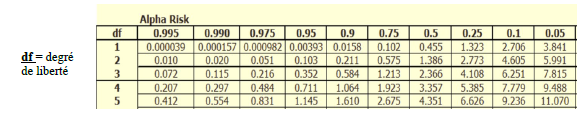 Alpha Risk
df 0.995 0.990 0.975 0.95 0.9 0.75 0.5 0.25 0.1 0.05
1 0.000039 0.000157 0.000982 0.00393 0.0158 0.102 0.455 1.323 2.706 3.841
df = degré
2 0.010 0.020 0.051 0.103 0.211 0.575 1.386 2.773 4.605 5.991
de liberté
3 0.072 0.115 0.216 0.352 0.584 1.213 2.366 4.108 6.251 7.815
4 0.207 0.297 0.484 0.711 1.064 1.923 3.357 5.385 7.779 9.488
5 0.412 0.554 0.831 1.145 1.610 2.675 4.351 6.626 9.236 11.070